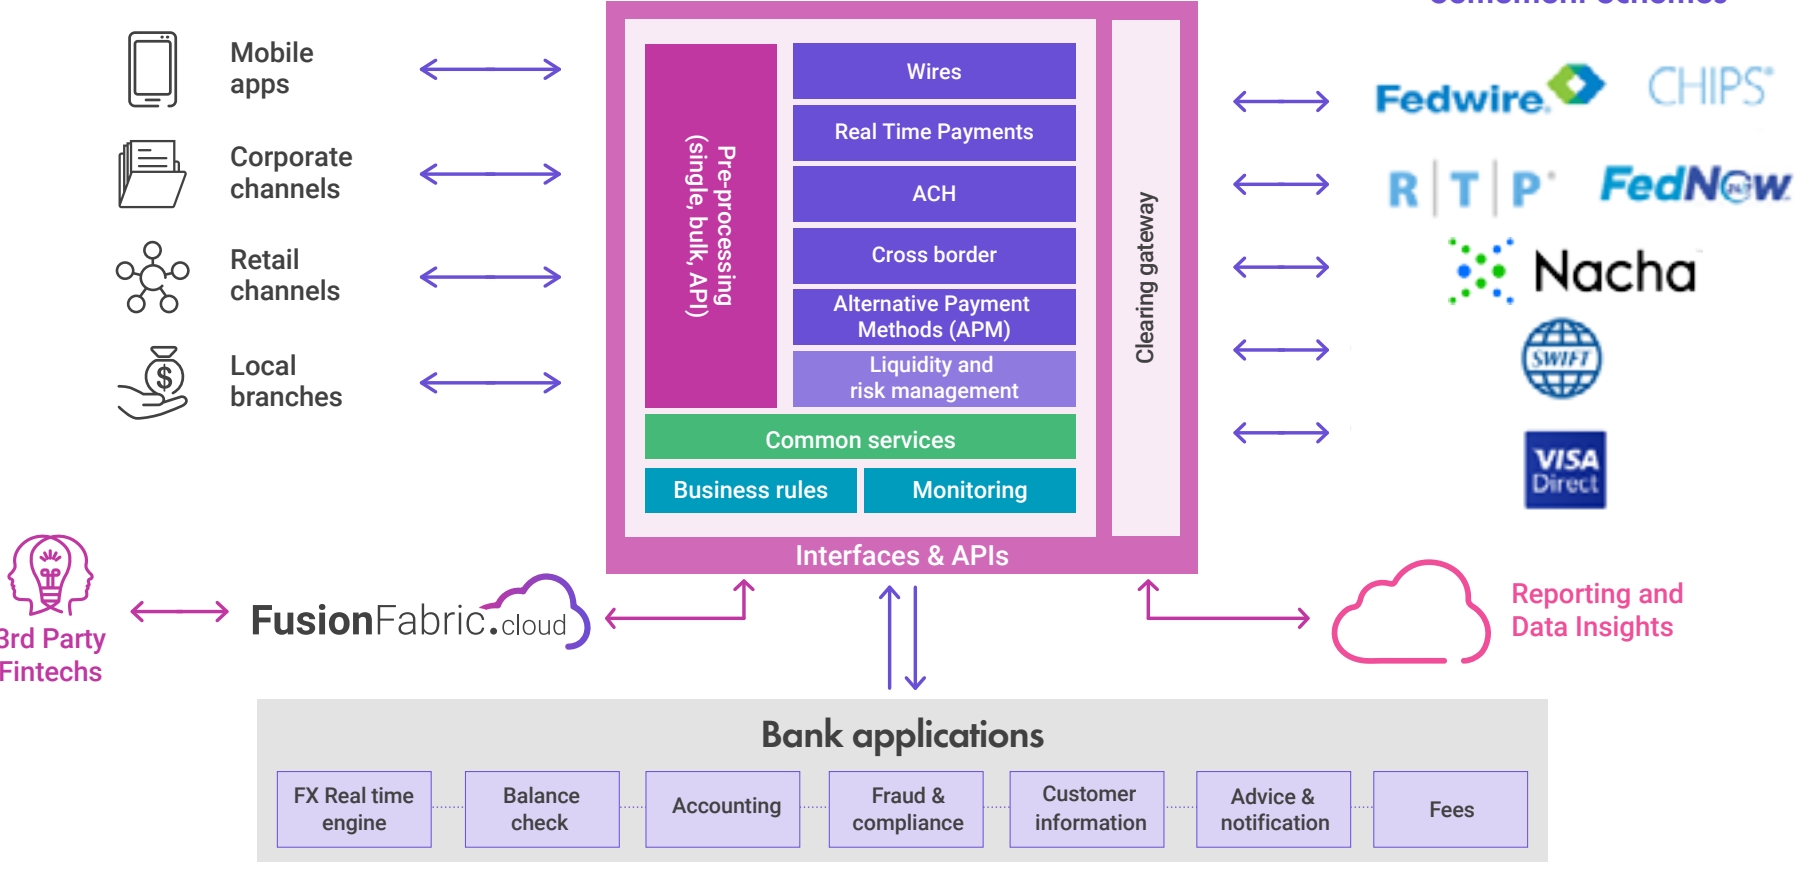 Mobile
apps
Corporate
channels
Retail
channels
Local
branches
Pre-processing
(single, bulk, API)
Wires
Real Time Payments
ACH
Cross border
Alternative Payment
Methods (APM)
Liquidity and
risk management
Common services
Business rules
Monitoring
Interfaces & APIs
Clearing gateway
Fedwire®
CHIPS®
R|T|P®
FedNow
Nacha
SWIFT
VISA
Direct
3rd Party
Fintechs
$
FusionFabric.cloud
Reporting and
Data Insights
Bank applications
FX Real time
engine
Balance
check
Accounting
Fraud &
compliance
Customer
information
Advice &
notification
Fees